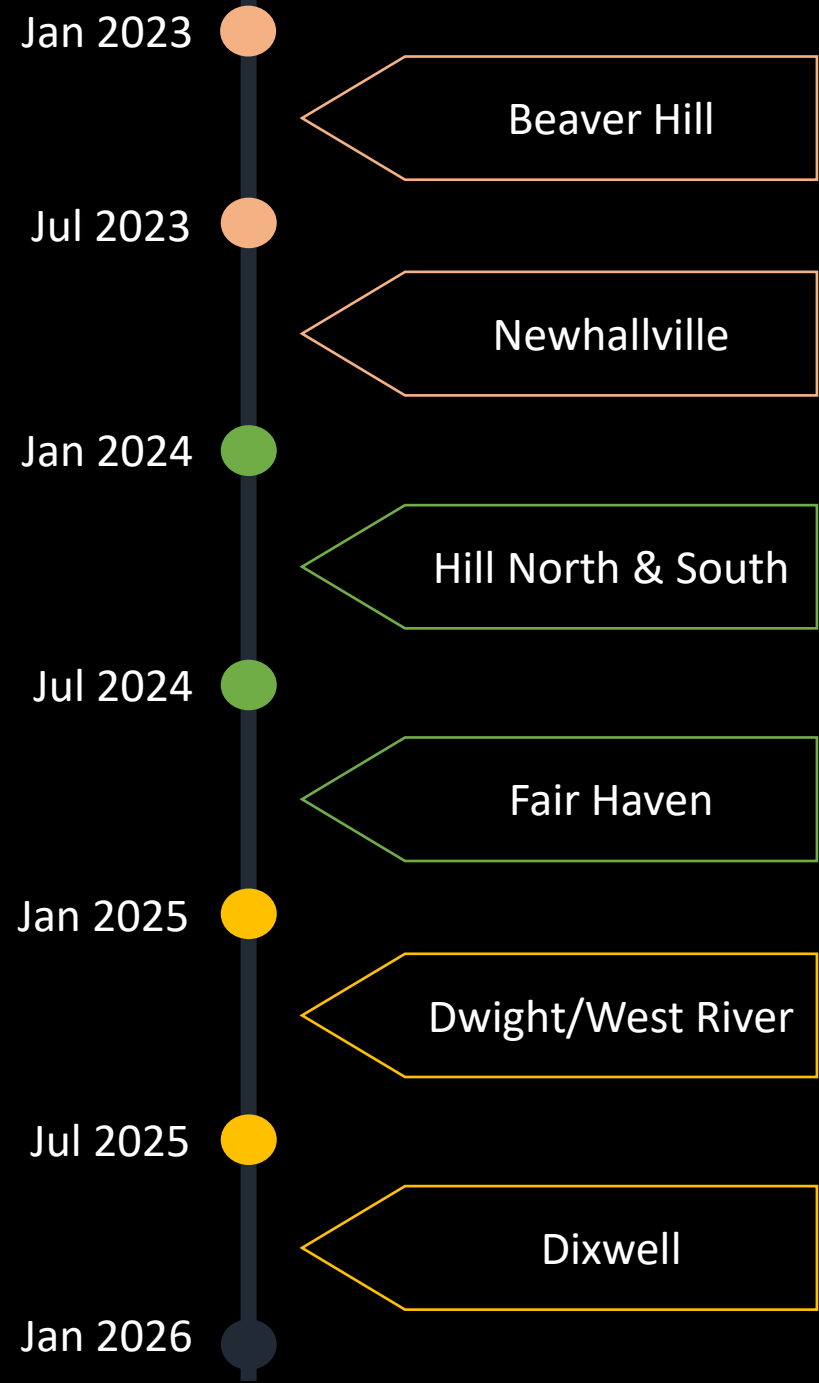 Jan 2023
Beaver Hill
Jul 2023
Newhallville
Jan 2024
Hill North & South
Jul 2024
Fair Haven
Jan 2025
Dwight/West River
Jul 2025
Dixwell
Jan 2026